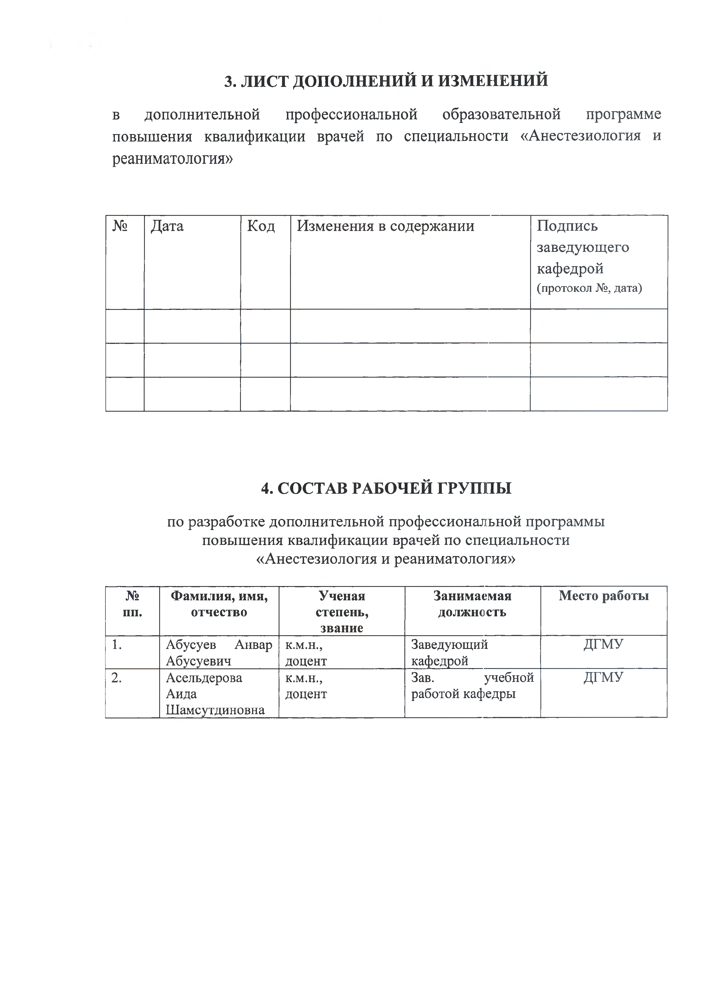 3. ЛИСТ ДОПОЛНЕНИЙ И ИЗМЕНЕНИЙ
в дополнительной профессиональной образовательной программе
повышения квалификации врачей по специальности «Анестезиология и
реаниматология»
№ Дата Код Изменения в содержании Подпись
заведующего
кафедрой
(протокол №, дата)
4. СОСТАВ РАБОЧЕЙ ГРУППЫ
по разработке дополнительной профессиональной программы
повышения квалификации врачей по специальности
«Анестезиология и реаниматология»
№ Фамилия, имя, Ученая Занимаемая Место работы
пп. отчество степень, должность
звание
1. Абусуев Анвар к.м.н., Заведующий ДГМУ
Абусуевич доцент кафедрой
2. Асельдерова к.м.н., Зав. учебной ДГМУ
Аида доцент работой кафедры
Шамсутдиновна